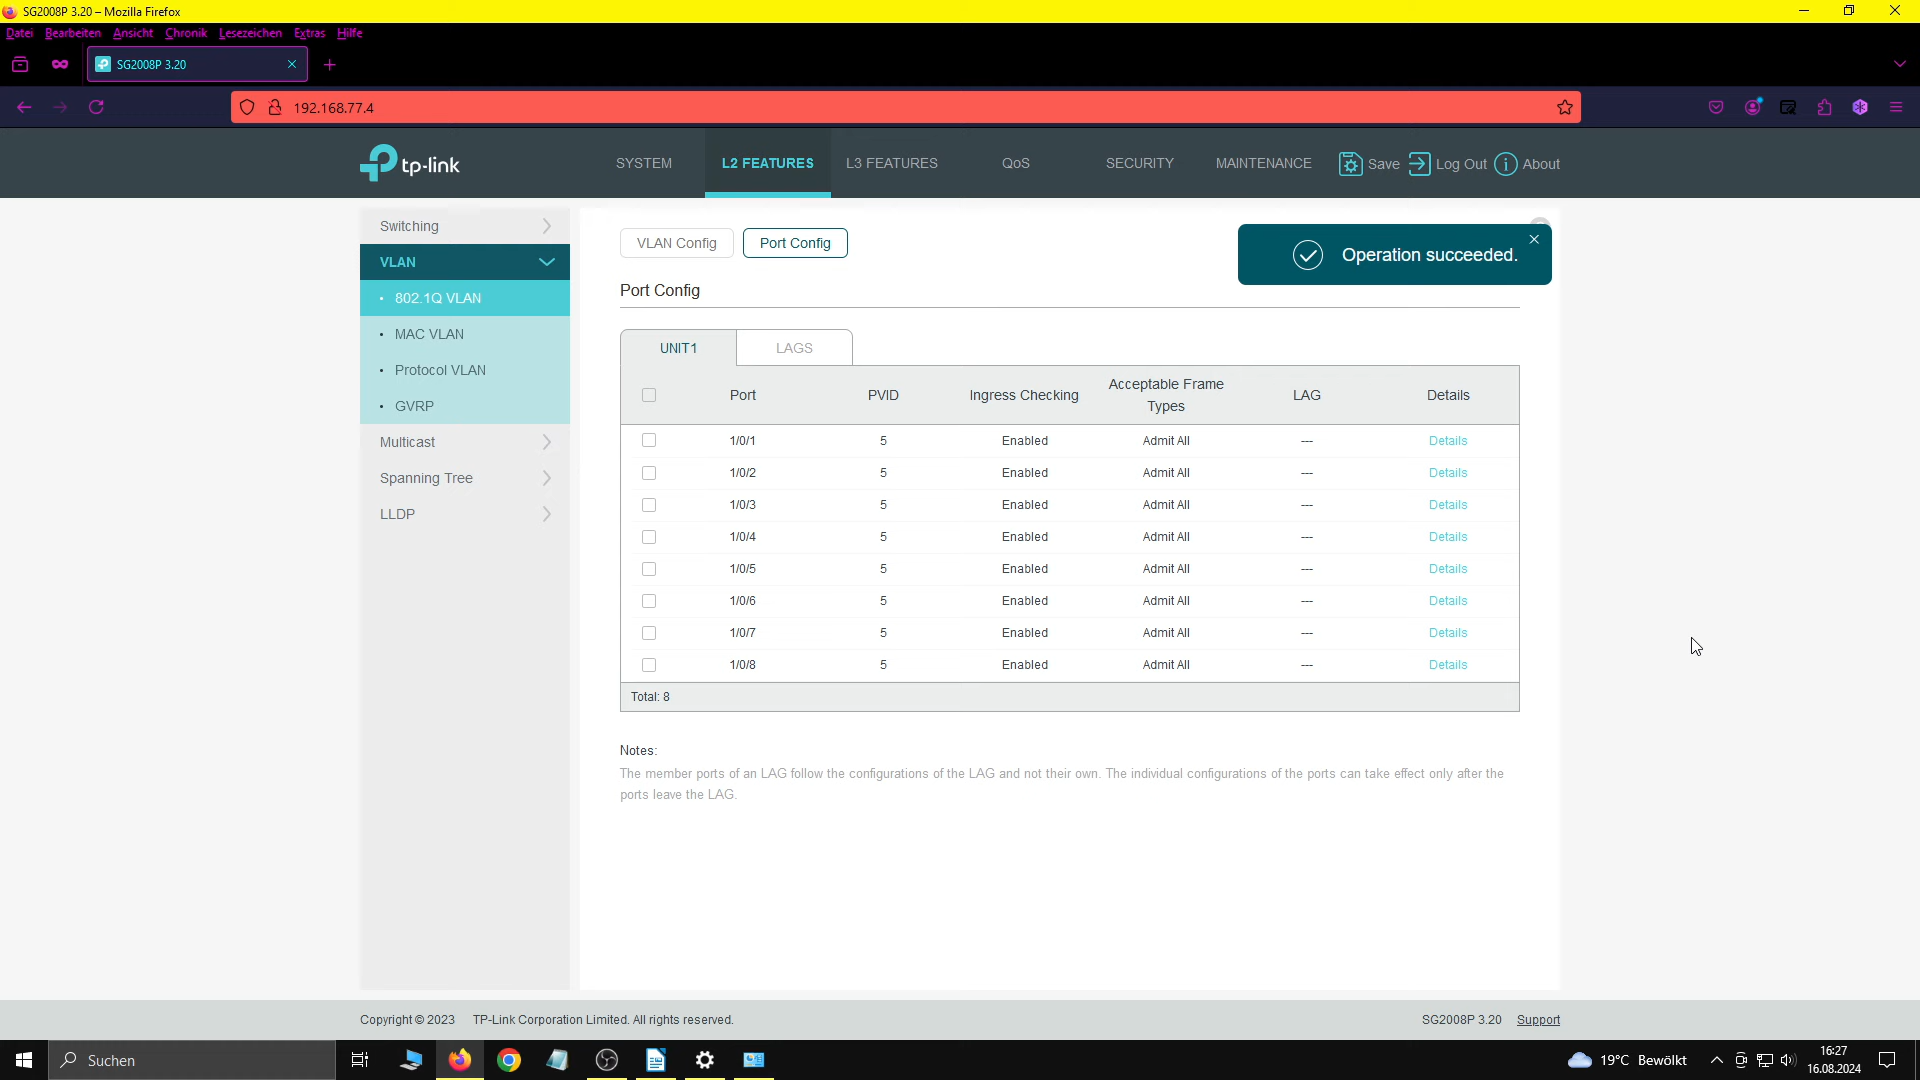 SG2008P 3.20 – Mozilla Firefox
Datei Bearbeiten Ansicht Chronik Lesezeichen Extras Hilfe
SG2008P 3.20
192.168.77.4
tp-link
SYSTEM L2 FEATURES L3 FEATURES QoS SECURITY MAINTENANCE Save Log Out About
Switching
VLAN
802.1Q VLAN
MAC VLAN
Protocol VLAN
GVRP
Multicast
Spanning Tree
LLDP
VLAN Config Port Config
Operation succeeded.
Port Config
UNIT1 LAGS
Port PVID Ingress Checking Acceptable Frame Types LAG Details
1/0/1 5 Enabled Admit All --- Details
1/0/2 5 Enabled Admit All --- Details
1/0/3 5 Enabled Admit All --- Details
1/0/4 5 Enabled Admit All --- Details
1/0/5 5 Enabled Admit All --- Details
1/0/6 5 Enabled Admit All --- Details
1/0/7 5 Enabled Admit All --- Details
1/0/8 5 Enabled Admit All --- Details
Total: 8
Notes:
The member ports of an LAG follow the configurations of the LAG and not their own. The individual configurations of the ports can take effect only after the
ports leave the LAG.
Copyright © 2023 TP-Link Corporation Limited. All rights reserved. SG2008P 3.20 Support
Suchen
19°C Bewölkt
16:27
16.08.2024